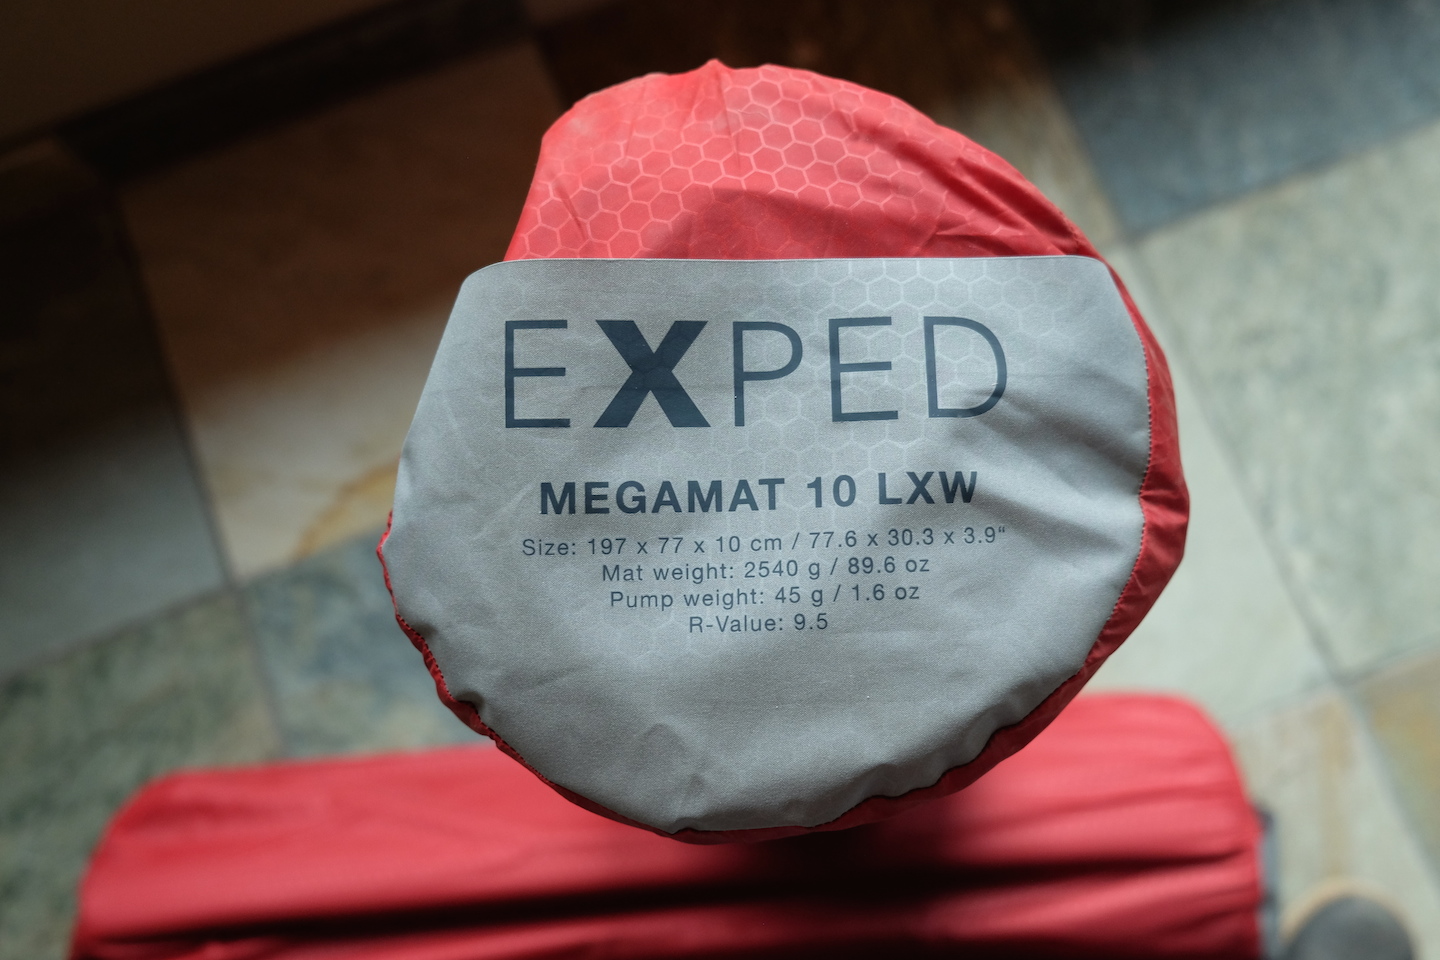 EXPED
MEGAMAT 10 LXW
Size: 197 x 77 x 10 cm / 77.6 x 30.3 x 3.9“
Mat weight: 2540 g / 89.6 oz
Pump weight: 45 g / 1.6 oz
R-Value: 9.5